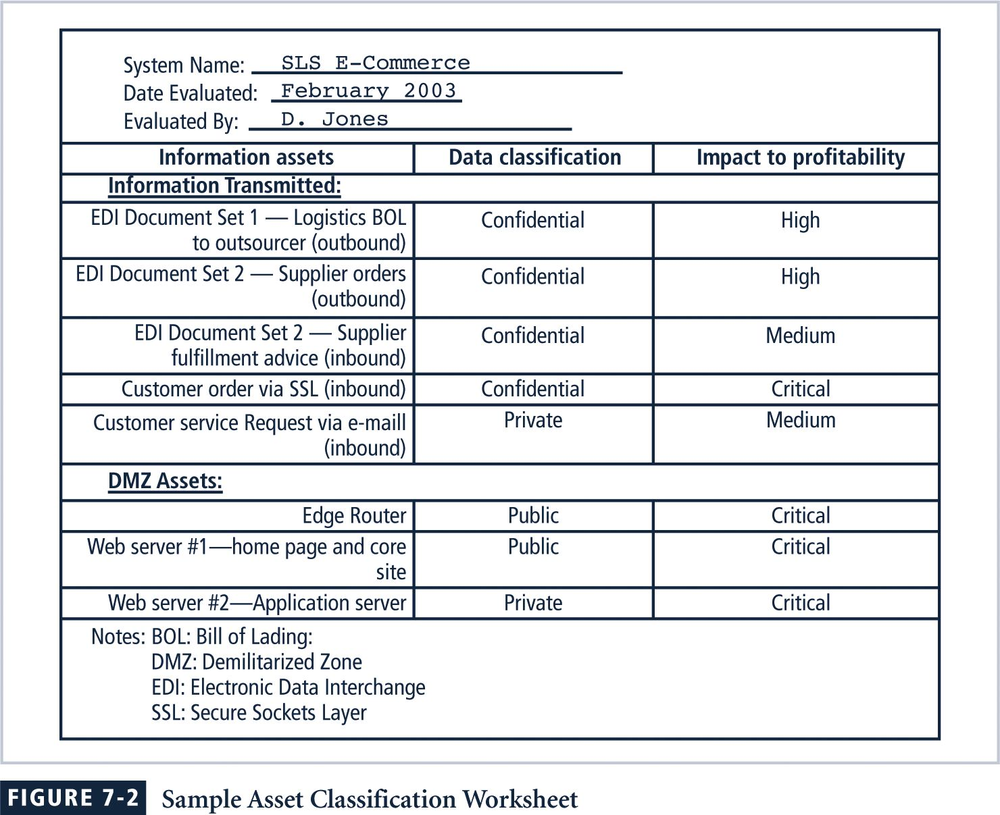 System Name: SLS E-Commerce
Date Evaluated: February 2003
Evaluated By: D. Jones
Information assets Data classification Impact to profitability
Information Transmitted:
EDI Document Set 1 — Logistics BOL
to outsourcer (outbound) Confidential High
EDI Document Set 2 — Supplier orders
(outbound) Confidential High
EDI Document Set 2 — Supplier
fulfillment advice (inbound) Confidential Medium
Customer order via SSL (inbound) Confidential Critical
Customer service Request via e-maill
(inbound) Private Medium
DMZ Assets:
Edge Router Public Critical
Web server #1—home page and core
site Public Critical
Web server #2—Application server Private Critical
Notes: BOL: Bill of Lading:
DMZ: Demilitarized Zone
EDI: Electronic Data Interchange
SSL: Secure Sockets Layer
FIGURE 7-2 Sample Asset Classification Worksheet